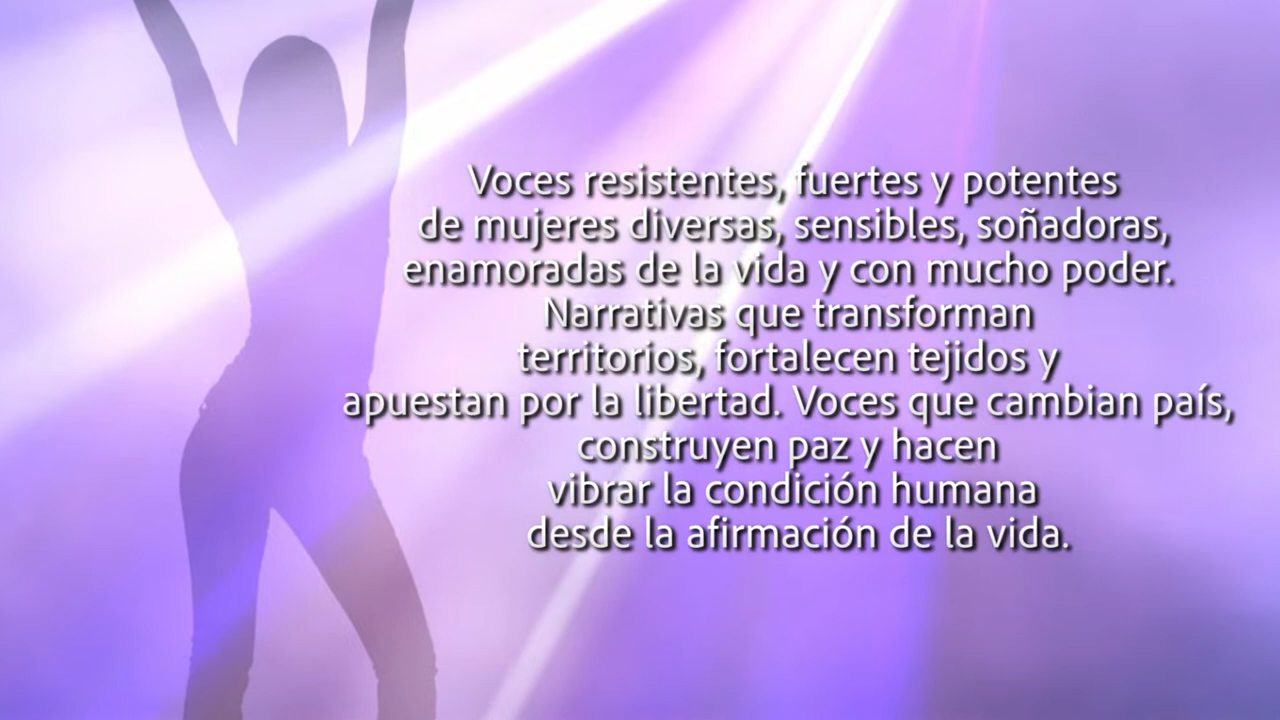 Voces resistentes, fuertes y potentes
de mujeres diversas, sensibles, soñadoras,
enamoradas de la vida y con mucho poder.
Narrativas que transforman
territorios, fortalecen tejidos y
apuestan por la libertad. Voces que cambian país,
construyen paz y hacen
vibrar la condición humana
desde la afirmación de la vida.